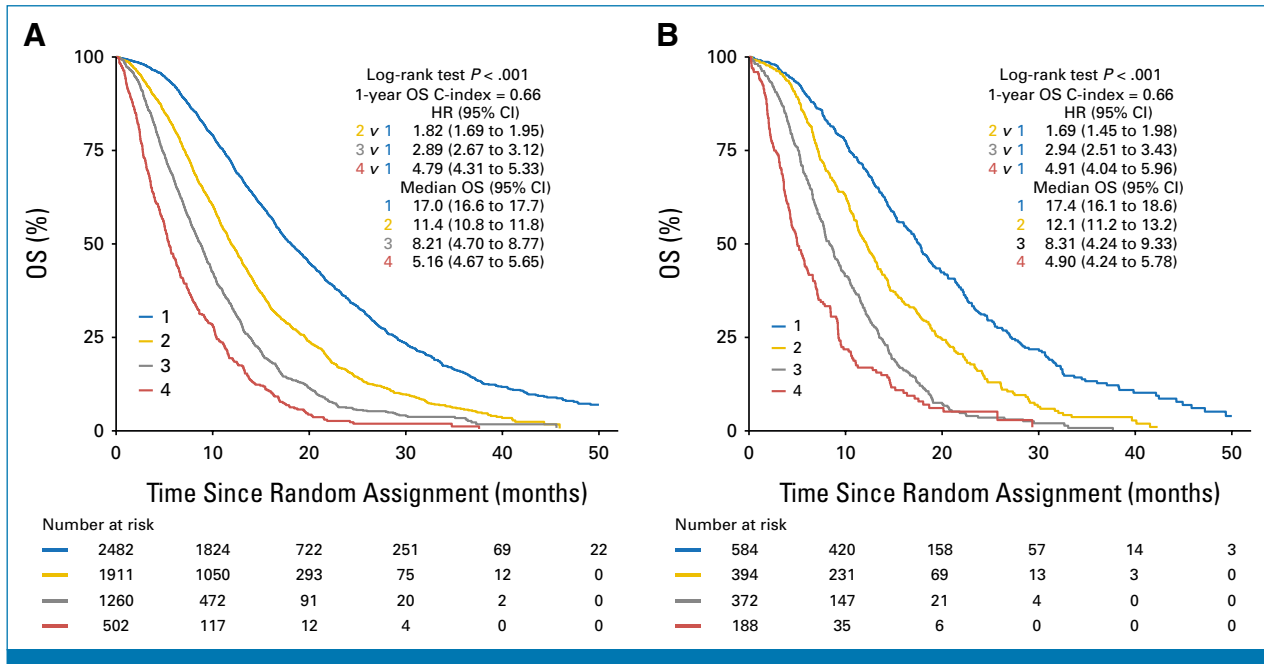 A
100
75
50
25
0
OS (%)
Log-rank test P < .001
1-year OS C-index = 0.66
HR (95% CI)
2 v 1 1.82 (1.69 to 1.95)
3 v 1 2.89 (2.67 to 3.12)
4 v 1 4.79 (4.31 to 5.33)
Median OS (95% CI)
1 17.0 (16.6 to 17.7)
2 11.4 (10.8 to 11.8)
3 8.21 (4.70 to 8.77)
4 5.16 (4.67 to 5.65)
1
2
3
4
0 10 20 30 40 50
Time Since Random Assignment (months)
Number at risk
2482 1824 722 251 69 22
1911 1050 293 75 12 0
1260 472 91 20 2 0
502 117 12 4 0 0
B
100
75
50
25
0
OS (%)
Log-rank test P < .001
1-year OS C-index = 0.66
HR (95% CI)
2 v 1 1.69 (1.45 to 1.98)
3 v 1 2.94 (2.51 to 3.43)
4 v 1 4.91 (4.04 to 5.96)
Median OS (95% CI)
1 17.4 (16.1 to 18.6)
2 12.1 (11.2 to 13.2)
3 8.31 (4.24 to 9.33)
4 4.90 (4.24 to 5.78)
1
2
3
4
0 10 20 30 40 50
Time Since Random Assignment (months)
Number at risk
584 420 158 57 14 3
394 231 69 13 3 0
372 147 21 4 0 0
188 35 6 0 0 0